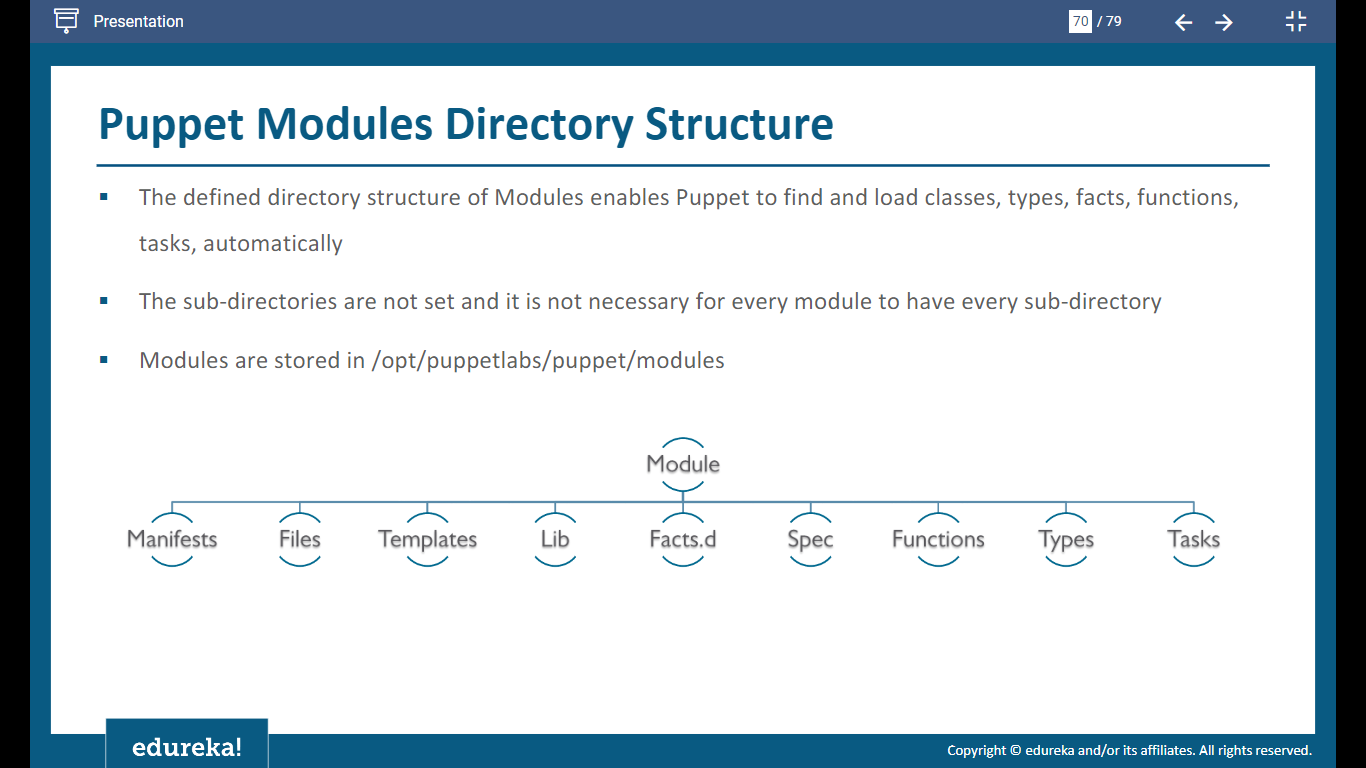 Presentation
70 / 79
Puppet Modules Directory Structure
▪ The defined directory structure of Modules enables Puppet to find and load classes, types, facts, functions,
tasks, automatically
▪ The sub-directories are not set and it is not necessary for every module to have every sub-directory
▪ Modules are stored in /opt/puppetlabs/puppet/modules
Module
Manifests Files Templates Lib Facts.d Spec Functions Types Tasks
edureka!
Copyright © edureka and/or its affiliates. All rights reserved.